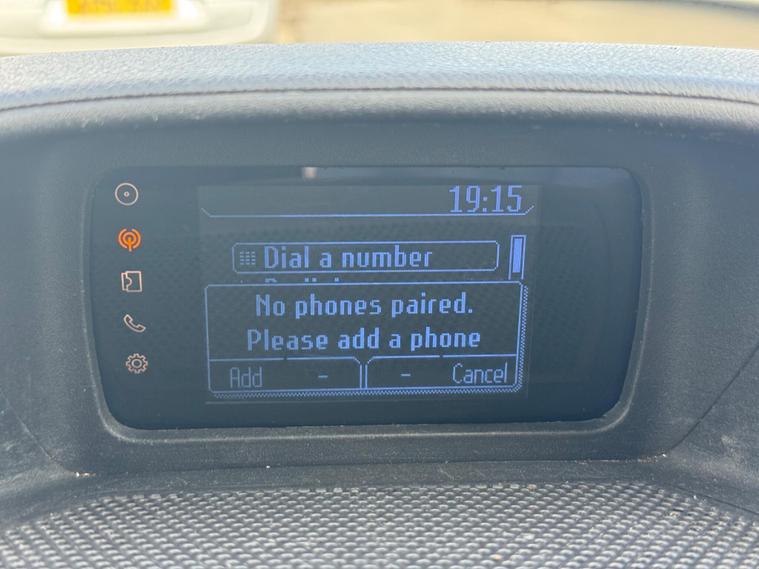 19:15
Dial a number
No phones paired.
Please add a phone
Add - - Cancel